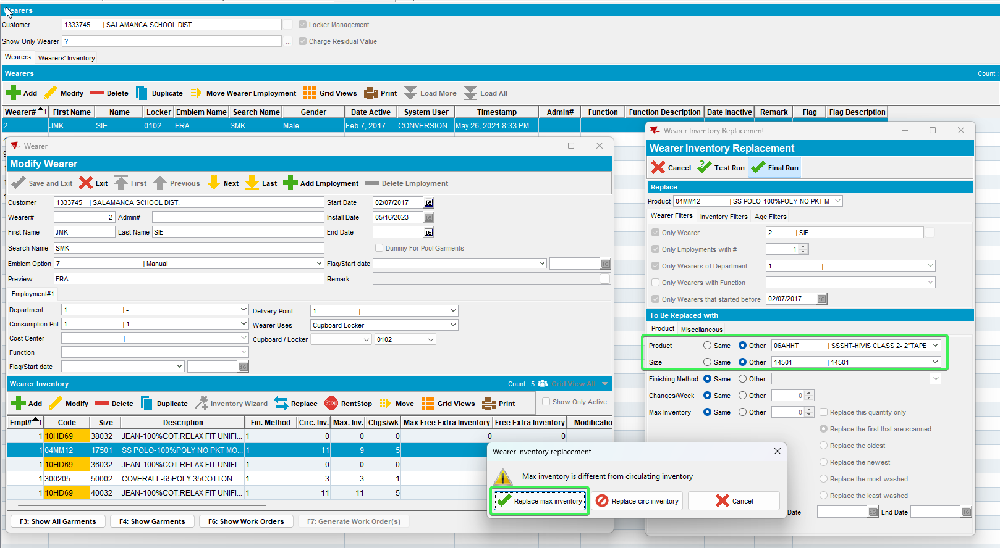 Wearers
Customer 1333745 | SALAMANCA SCHOOL DIST. ... Locker Management
Show Only Wearer ? ... Charge Residual Value
Wearers Wearers' Inventory
Wearers Count :
Add Modify Delete Duplicate Move Wearer Employment Grid Views Print Load More Load All
Wearer# 1 First Name Name Locker Emblem Name Search Name Gender Date Active System User Timestamp Admin# Function Function Description Date Inactive Remark Flag Flag Description
2 JMK SIE 0102 FRA SMK Male Feb 7, 2017 CONVERSION May 26, 2021 8:33 PM
Wearer
Modify Wearer
Save and Exit Exit First Previous Next Last Add Employment Delete Employment
Customer 1333745 | SALAMANCA SCHOOL DIST. Start Date 02/07/2017 16
Wearer# 2 Admin# Install Date 05/16/2023 16
First Name JMK Last Name SIE End Date 16
Search Name SMK Dummy For Pool Garments
Emblem Option 7 | Manual Flag/Start date 16
Preview FRA Remark ...
Employment#1
Department 1 | - Delivery Point 1 | -
Consumption Pnt 1 | 1 Wearer Uses Cupboard Locker
Cost Center - | - Cupboard / Locker 0102
Function
Flag/Start date 16
Wearer Inventory Count : 5 Grid View All
Add Modify Delete Duplicate Inventory Wizard Replace Stop RentStop Move Grid Views Print Show Only Active
Empl# 1 Code Size Description Fin. Method Circ. Inv. Max. Inv. Chgs/wk Max Free Extra Inventory Free Extra Inventory Modificatio
1 10HD69 38032 JEAN-100%COT.RELAX FIT UNIFI... 1 0 0 0 0 0
1 04MM12 17501 SS POLO-100%POLY NO PKT MO... 1 11 9 5
1 10HD69 36032 JEAN-100%COT.RELAX FIT UNIFI... 1 0 0 0
1 300205 50002 COVERALL-65POLY 35COTTON 1 3 3 1
1 10HD69 40032 JEAN-100%COT.RELAX FIT UNIFI... 1 11 11 5
F3: Show All Garments F4: Show Garments F6: Show Work Orders F7: Generate Work Order(s)
Wearer Inventory Replacement
Wearer Inventory Replacement
Cancel Test Run Final Run
Replace
Product 04MM12 | SS POLO-100%POLY NO PKT M
Wearer Filters Inventory Filters Age Filters
Only Wearer 2 | SIE ...
Only Employments with # 1
Only Wearers of Department 1 | -
Only Wearers with Function
Only Wearers that started before 02/07/2017 16
To Be Replaced with
Product Miscellaneous
Product Same Other 06AHHT | SSSHT-HIVIS CLASS 2- 2"TAPE
Size Same Other 14501 | 14501
Finishing Method Same Other
Changes/Week Same Other 0
Max Inventory Same Other 0 Replace this quantity only
Replace the first that are scanned
Replace the oldest
Replace the newest
Replace the most washed
Replace the least washed
Date 16 End Date 16
Wearer inventory replacement
Max inventory is different from circulating inventory
Replace max inventory Replace circ inventory Cancel